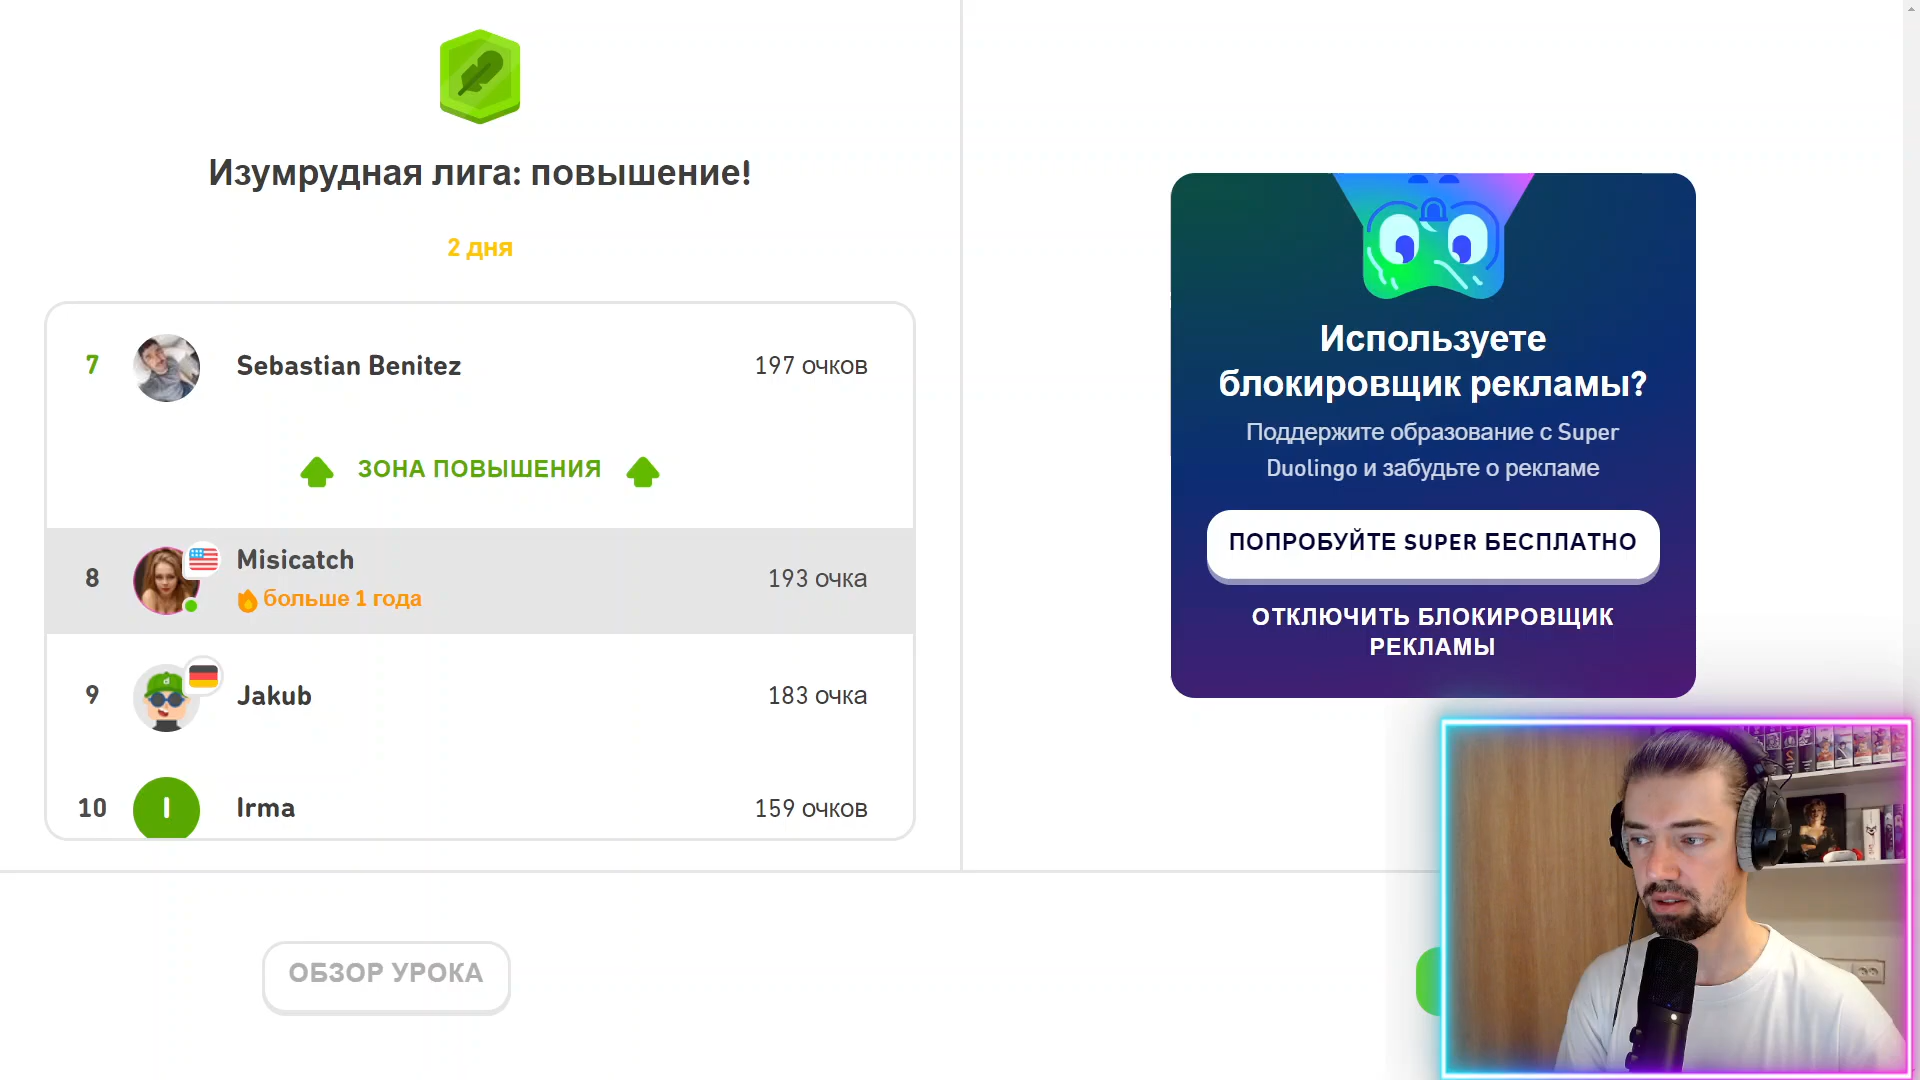 Изумрудная лига: повышение!
2 дня
7 Sebastian Benitez 197 очков
ЗОНА ПОВЫШЕНИЯ
8 Misicatch 193 очка
больше 1 года
9 Jakub 183 очка
10 I Irma 159 очков
ОБЗОР УРОКА
Используете
блокировщик рекламы?
Поддержите образование с Super
Duolingo и забудьте о рекламе
ПОПРОБУЙТЕ SUPER БЕСПЛАТНО
ОТКЛЮЧИТЬ БЛОКИРОВЩИК
РЕКЛАМЫ